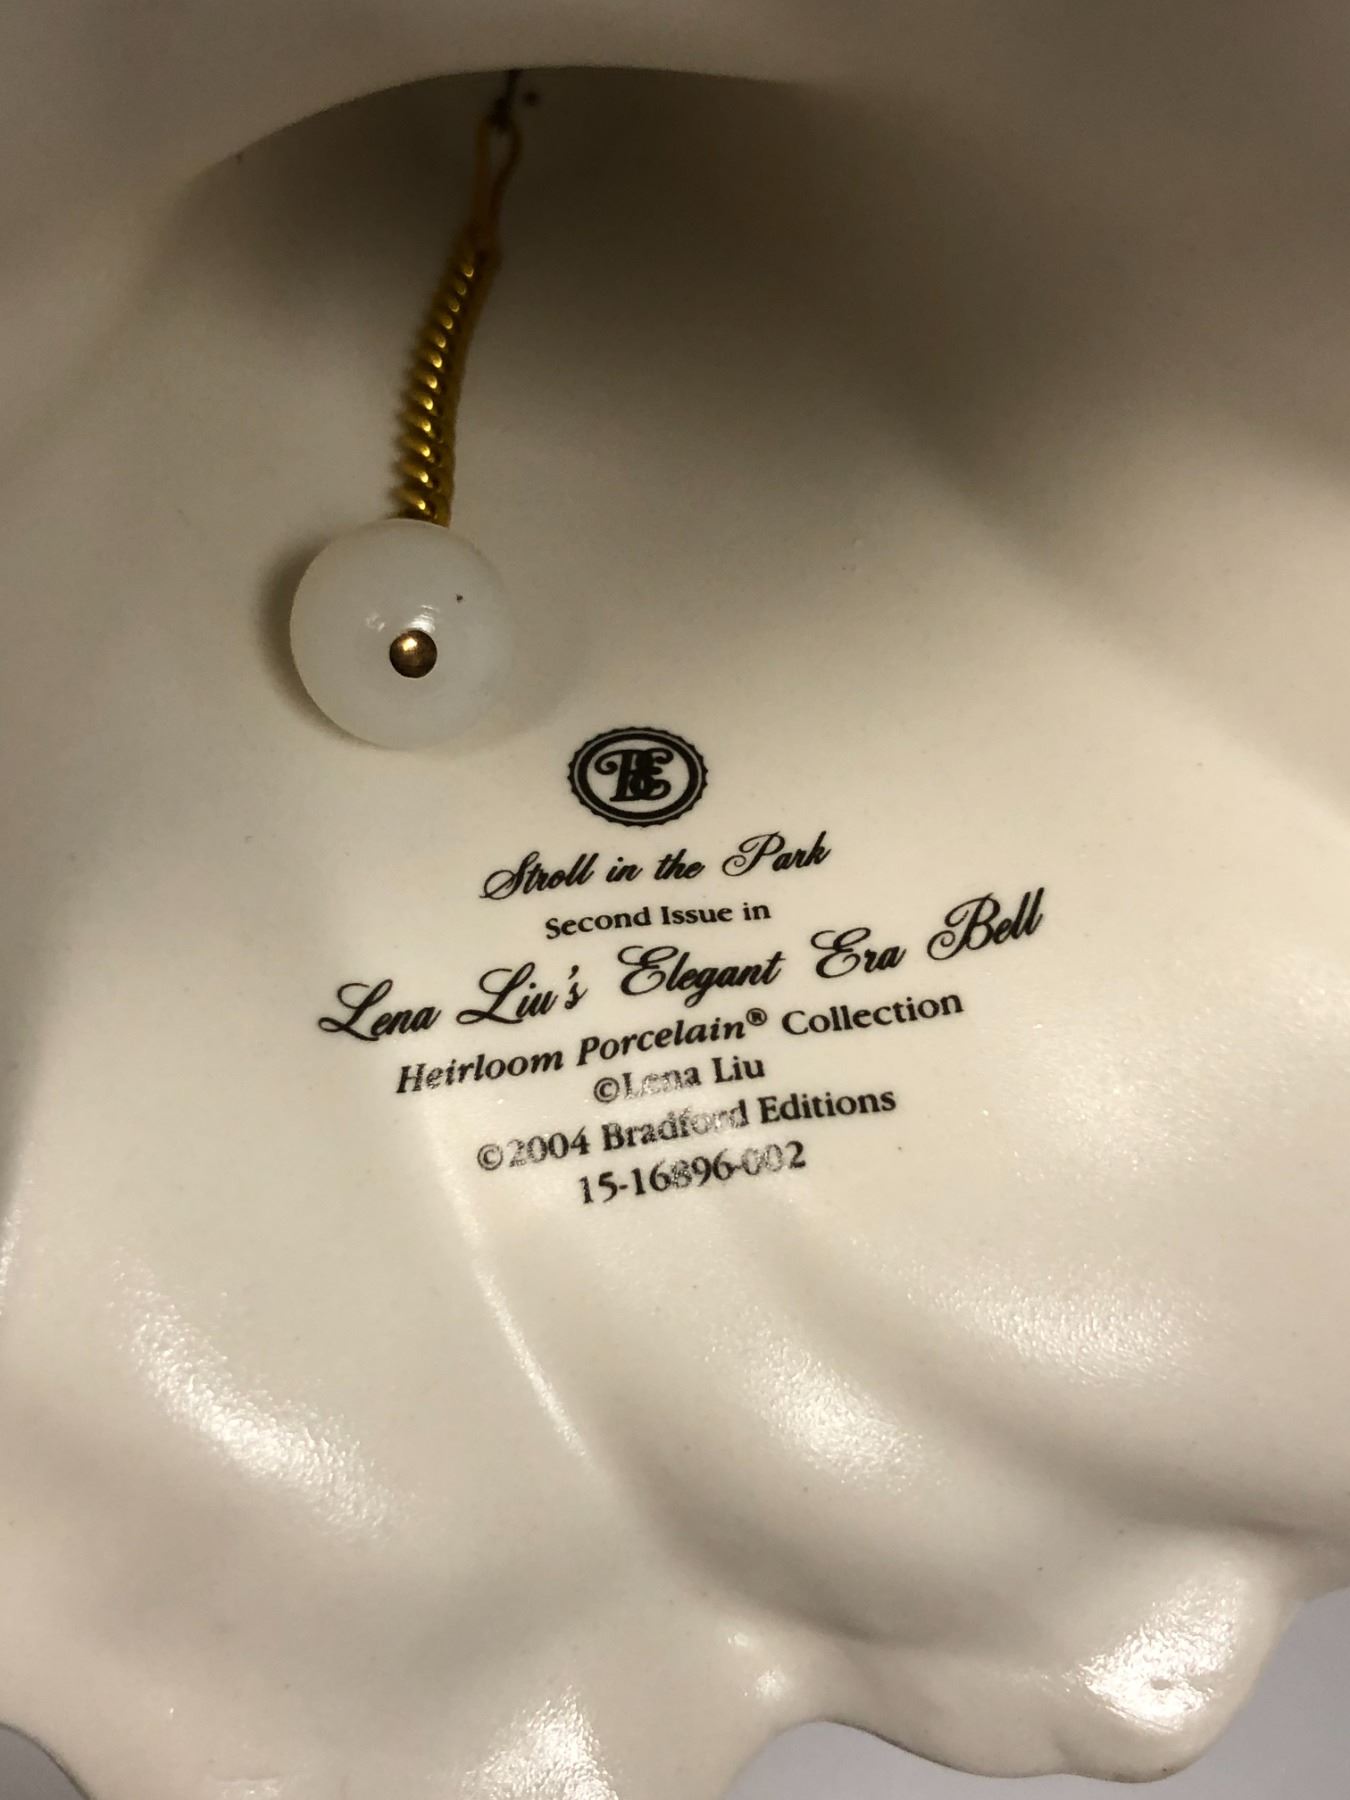 BE
Stroll in the Park
Second Issue in
Lena Liu's Elegant Era Bell
Heirloom Porcelain® Collection
©Lena Liu
©2004 Bradford Editions
15-16896-002